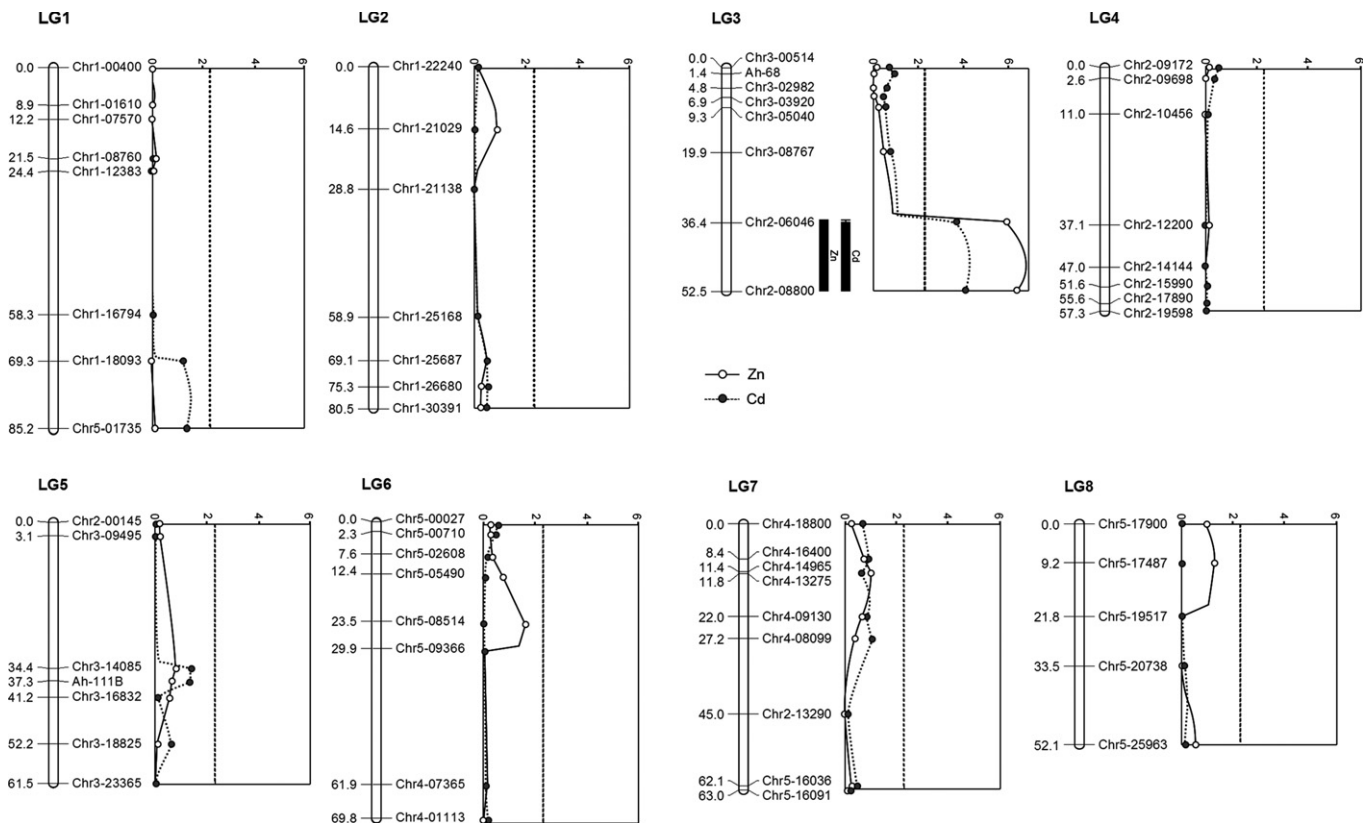 LG1
0 2 4 6
0.0 Chr1-00400
8.9 Chr1-01610
12.2 Chr1-07570
21.5 Chr1-08760
24.4 Chr1-12383
58.3 Chr1-16794
69.3 Chr1-18093
85.2 Chr5-01735
LG2
0 2 4 6
0.0 Chr1-22240
14.6 Chr1-21029
28.8 Chr1-21138
58.9 Chr1-25168
69.1 Chr1-25687
75.3 Chr1-26680
80.5 Chr1-30391
LG3
0 2 4 6
0.0 Chr3-00514
1.4 Ah-68
4.8 Chr3-02982
6.9 Chr3-03920
9.3 Chr3-05040
19.9 Chr3-08767
36.4 Chr2-06046
52.5 Chr2-08800
Zn
Cd
LG4
0 2 4 6
0.0 Chr2-09172
2.6 Chr2-09698
11.0 Chr2-10456
37.1 Chr2-12200
47.0 Chr2-14144
51.6 Chr2-15990
55.6 Chr2-17890
57.3 Chr2-19598
Zn
Cd
LG5
0 2 4 6
0.0 Chr2-00145
3.1 Chr3-09495
34.4 Chr3-14085
37.3 Ah-111B
41.2 Chr3-16832
52.2 Chr3-18825
61.5 Chr3-23365
LG6
0 2 4 6
0.0 Chr5-00027
2.3 Chr5-00710
7.6 Chr5-02608
12.4 Chr5-05490
23.5 Chr5-08514
29.9 Chr5-09366
61.9 Chr4-07365
69.8 Chr4-01113
LG7
0 2 4 6
0.0 Chr4-18800
8.4 Chr4-16400
11.4 Chr4-14965
11.8 Chr4-13275
22.0 Chr4-09130
27.2 Chr4-08099
45.0 Chr2-13290
62.1 Chr5-16036
63.0 Chr5-16091
LG8
0 2 4 6
0.0 Chr5-17900
9.2 Chr5-17487
21.8 Chr5-19517
33.5 Chr5-20738
52.1 Chr5-25963